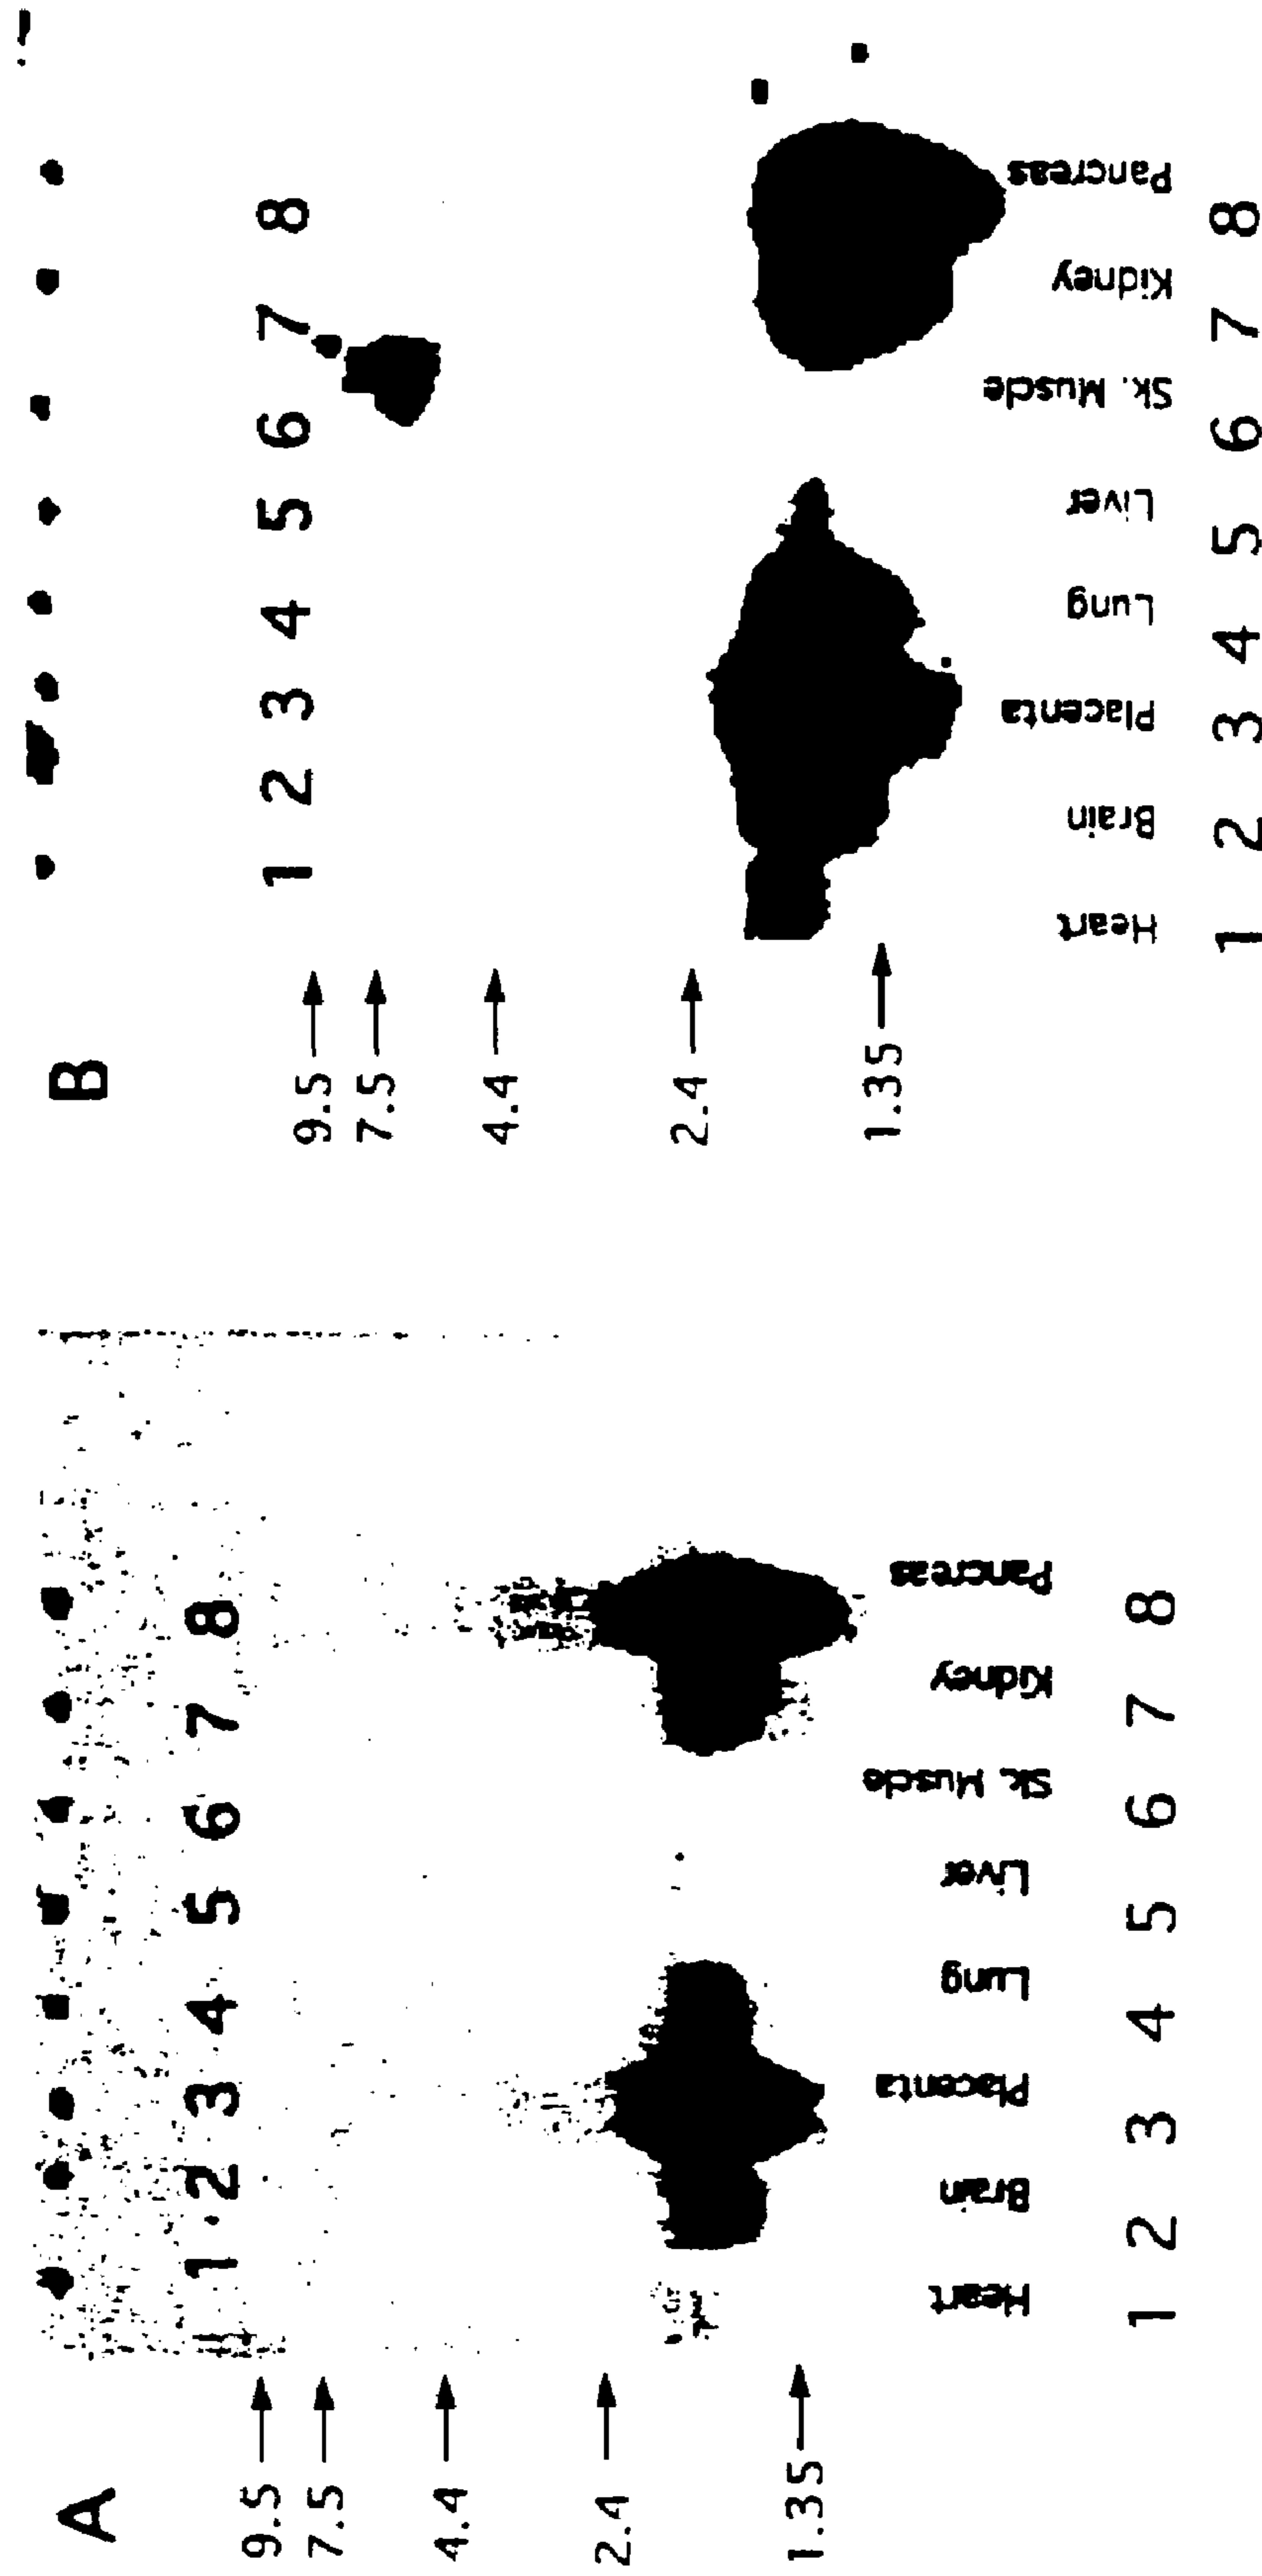 A
1 2 3 4 5 6 7 8
9.5
7.5
4.4
2.4
1.35
Heart Brain Placenta Lung Liver Sk. Muscle Kidney Pancreas
1 2 3 4 5 6 7 8
B
1 2 3 4 5 6 7 8
9.5
7.5
4.4
2.4
1.35
Heart Brain Placenta Lung Liver Sk. Muscle Kidney Pancreas
1 2 3 4 5 6 7 8